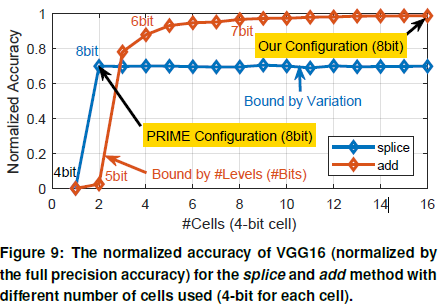 1
0.8
0.6
0.4
0.2
0
Normalized Accuracy
6bit
8bit
7bit
Our Configuration (8bit)
Bound by Variation
PRIME Configuration (8bit)
4bit
5bit
Bound by #Levels (#Bits)
splice
add
0 2 4 6 8 10 12 14 16
#Cells (4-bit cell)
Figure 9: The normalized accuracy of VGG16 (normalized by
the full precision accuracy) for the splice and add method with
different number of cells used (4-bit for each cell).